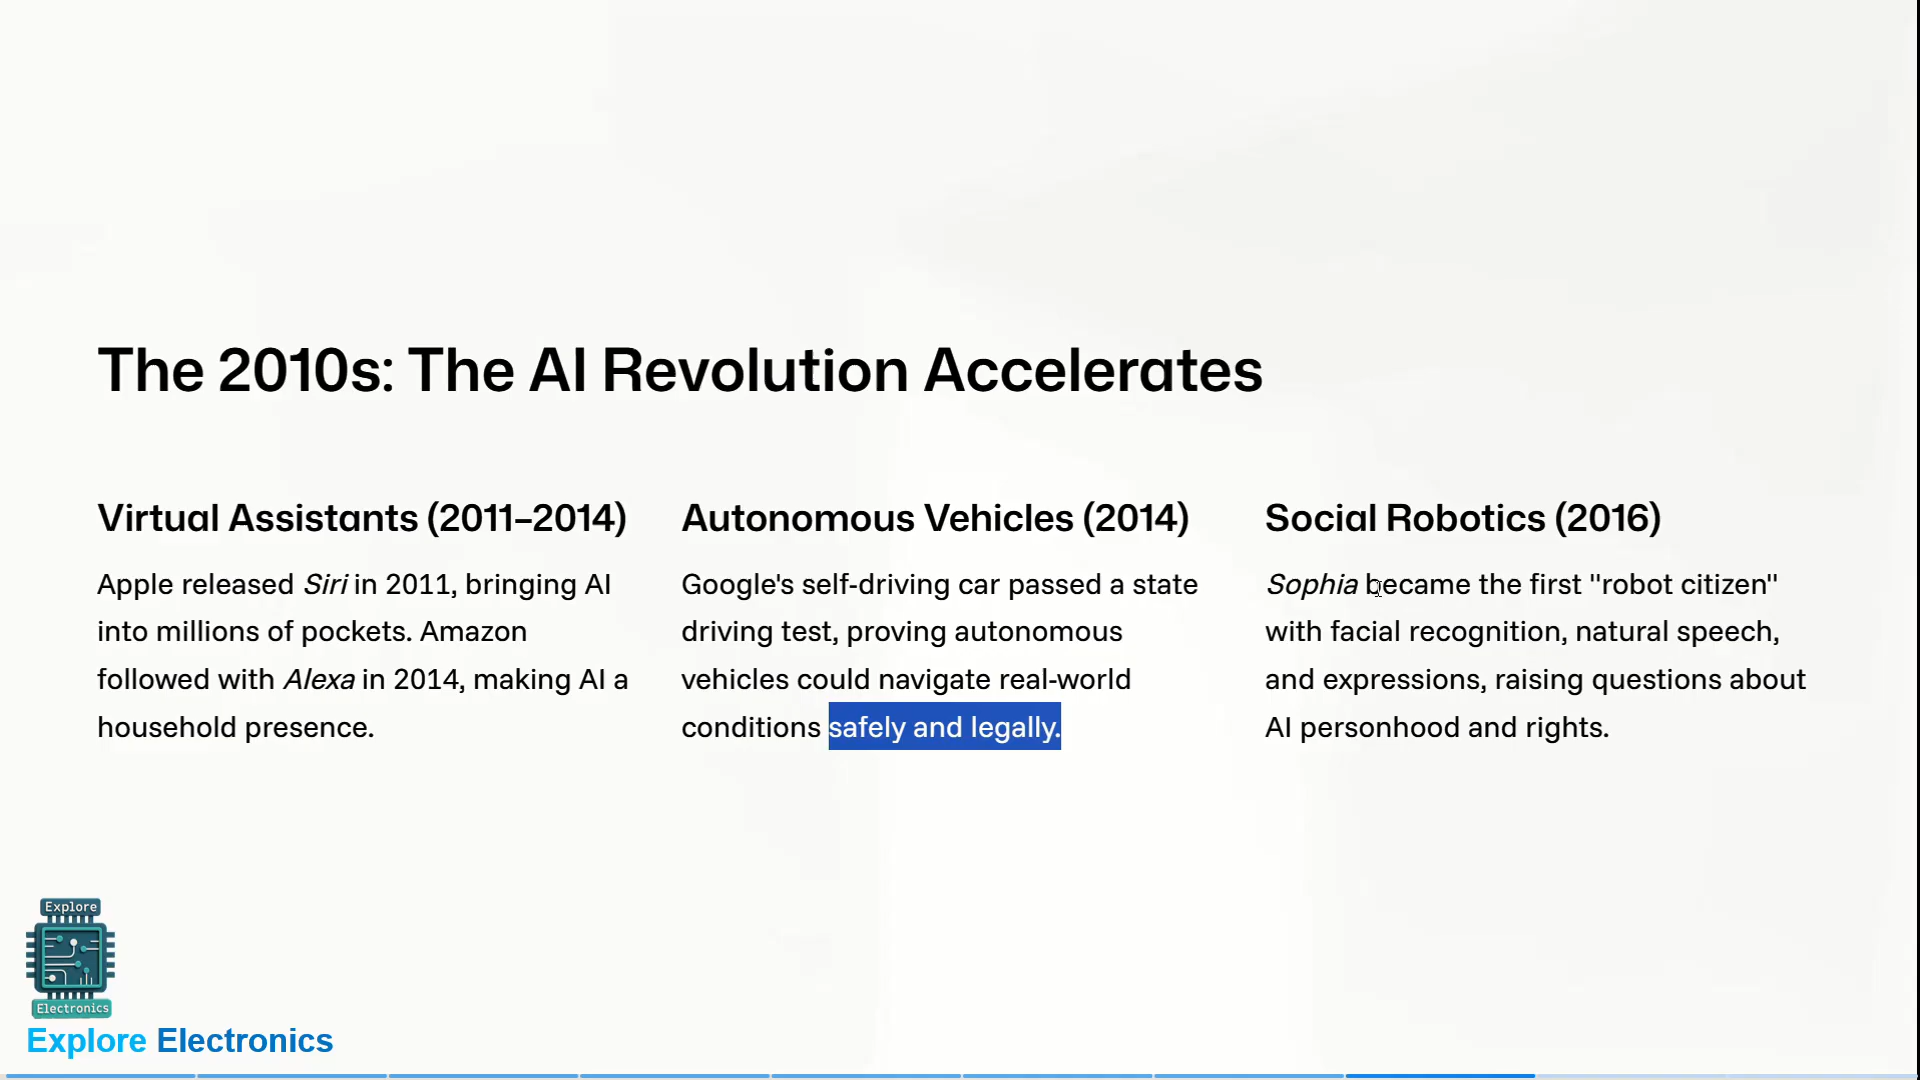 The 2010s: The AI Revolution Accelerates
Virtual Assistants (2011–2014)
Apple released Siri in 2011, bringing AI
into millions of pockets. Amazon
followed with Alexa in 2014, making AI a
household presence.
Autonomous Vehicles (2014)
Google's self-driving car passed a state
driving test, proving autonomous
vehicles could navigate real-world
conditions safely and legally.
Social Robotics (2016)
Sophia became the first "robot citizen"
with facial recognition, natural speech,
and expressions, raising questions about
AI personhood and rights.
Explore
Electronics
Explore Electronics